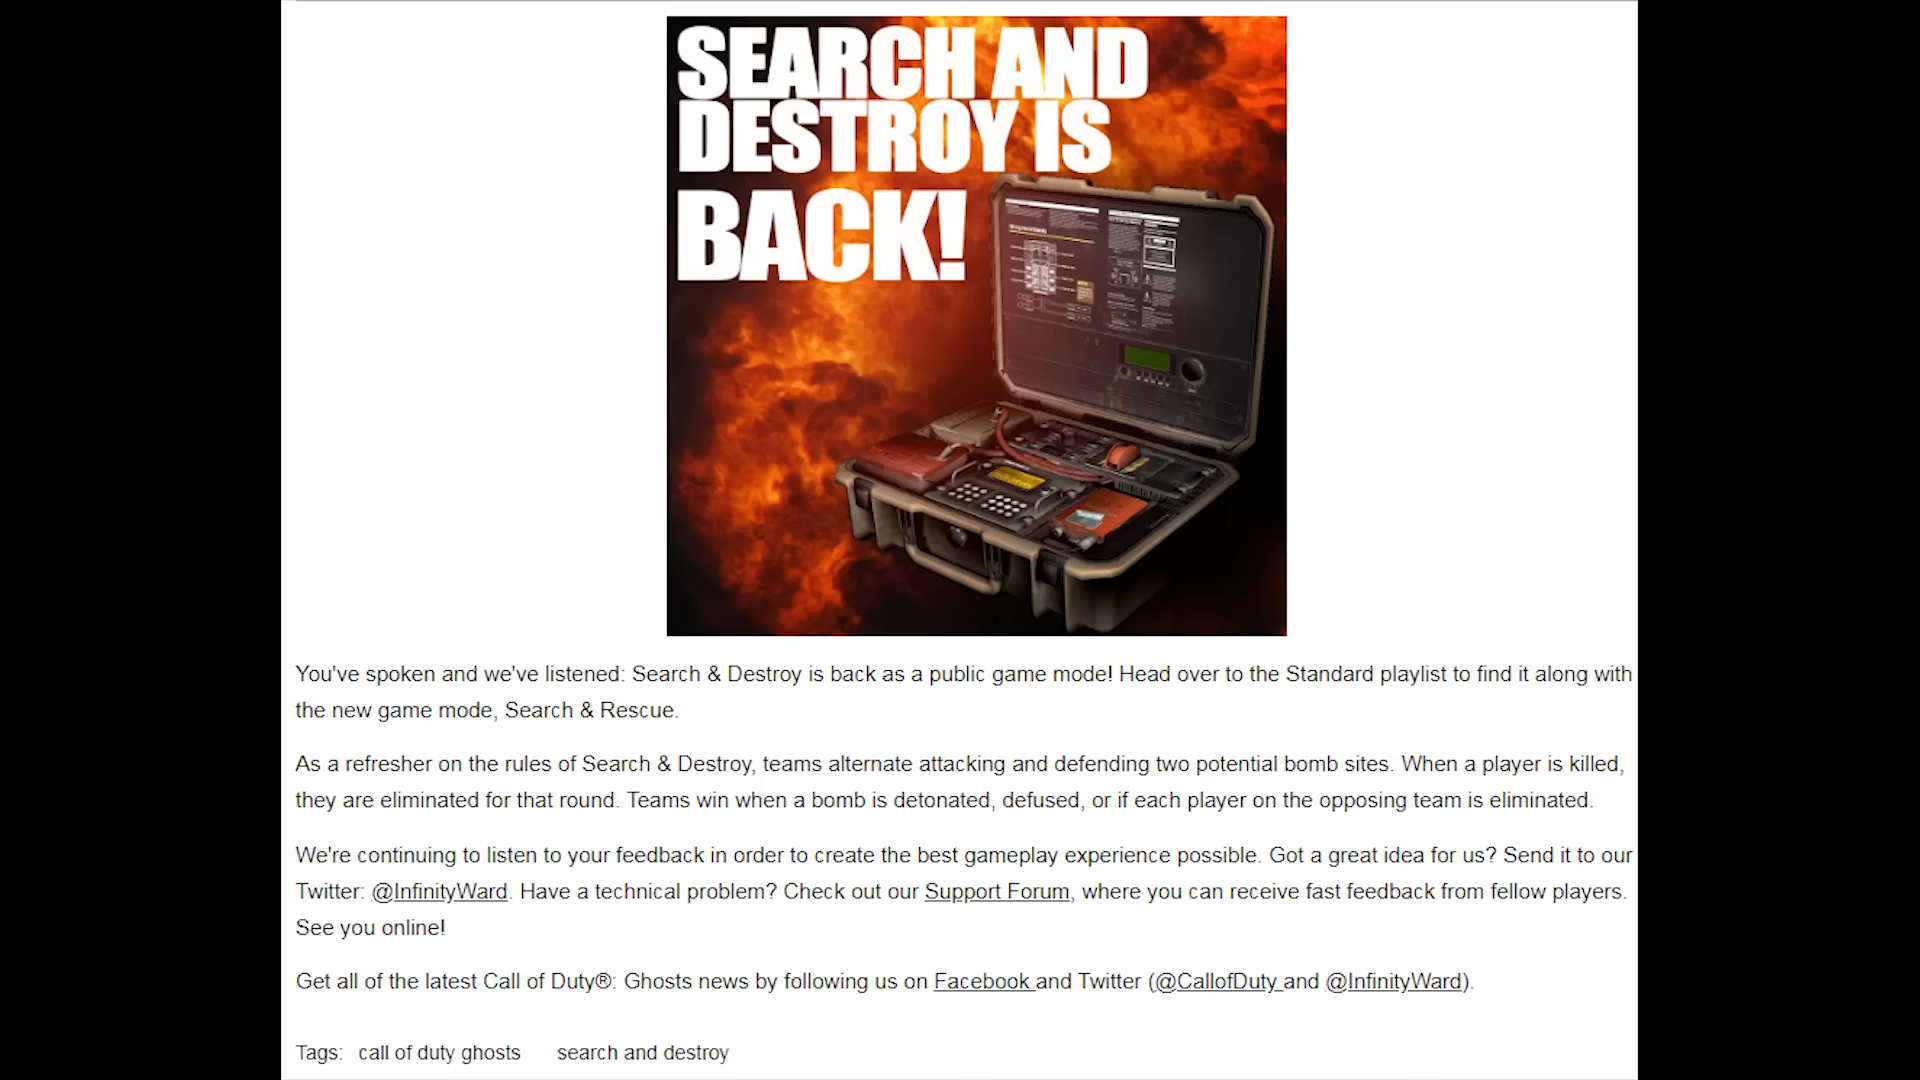 SEARCH AND
DESTROY IS
BACK!
You've spoken and we've listened: Search & Destroy is back as a public game mode! Head over to the Standard playlist to find it along with
the new game mode, Search & Rescue.
As a refresher on the rules of Search & Destroy, teams alternate attacking and defending two potential bomb sites. When a player is killed,
they are eliminated for that round. Teams win when a bomb is detonated, defused, or if each player on the opposing team is eliminated.
We're continuing to listen to your feedback in order to create the best gameplay experience possible. Got a great idea for us? Send it to our
Twitter: @InfinityWard. Have a technical problem? Check out our Support Forum, where you can receive fast feedback from fellow players.
See you online!
Get all of the latest Call of Duty®: Ghosts news by following us on Facebook and Twitter (@CallofDuty and @InfinityWard).
Tags: call of duty ghosts search and destroy